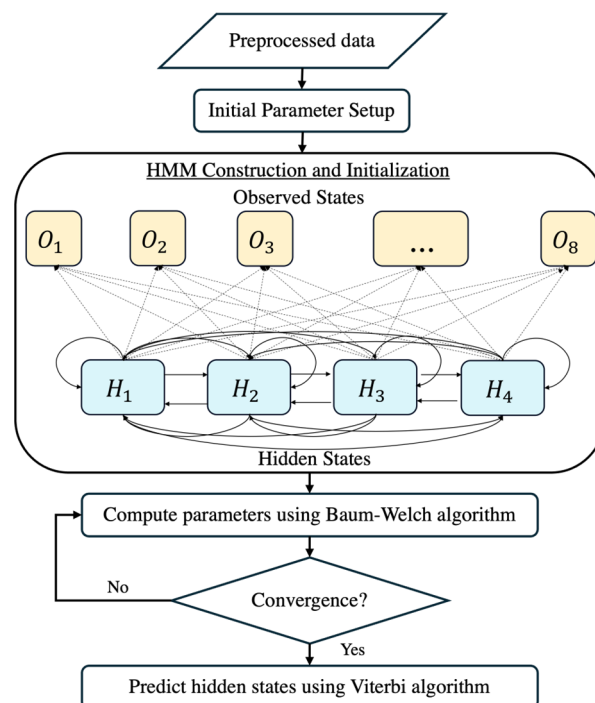 Preprocessed data
Initial Parameter Setup
HMM Construction and Initialization
Observed States
O₁ O₂ O₃ ... O₈
H₁ H₂ H₃ H₄
Hidden States
Compute parameters using Baum-Welch algorithm
No
Convergence?
Yes
Predict hidden states using Viterbi algorithm